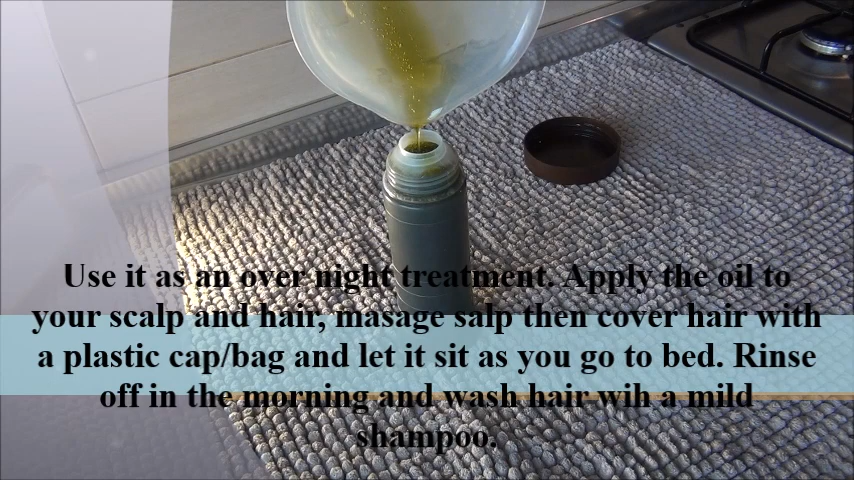 Use it as an over night treatment. Apply the oil to
your scalp and hair, masage salp then cover hair with
a plastic cap/bag and let it sit as you go to bed. Rinse
off in the morning and wash hair wih a mild
shampoo.